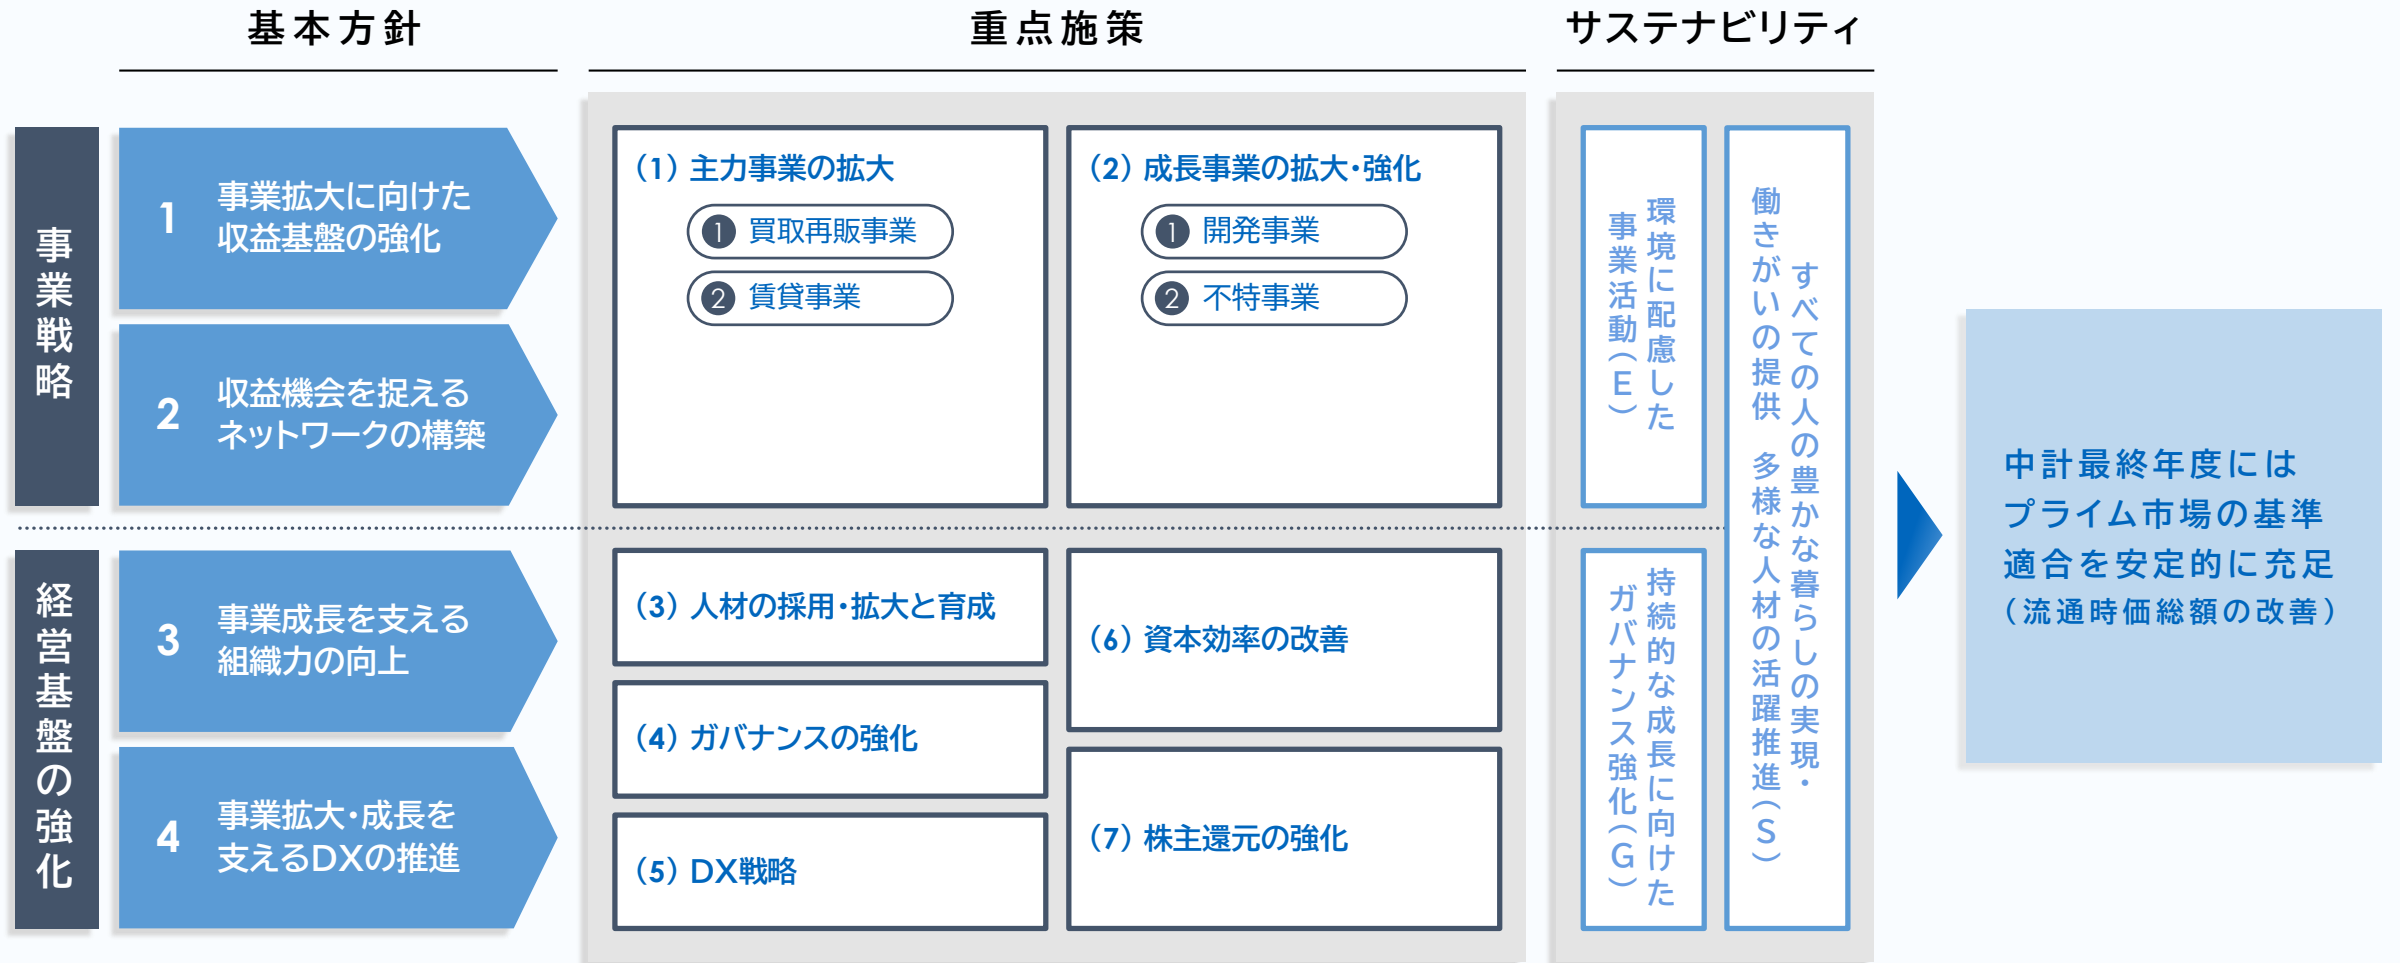 基本方針
重点施策
サステナビリティ
事業戦略
1
事業拡大に向けた
収益基盤の強化
2
収益機会を捉える
ネットワークの構築
(1) 主力事業の拡大
1 買取再販事業
2 賃貸事業
(2) 成長事業の拡大・強化
1 開発事業
2 不特事業
経営基盤の強化
3
事業成長を支える
組織力の向上
4
事業拡大・成長を
支えるDXの推進
(3) 人材の採用・拡大と育成
(4) ガバナンスの強化
(5) DX戦略
(6) 資本効率の改善
(7) 株主還元の強化
環境に配慮した
事業活動(E)
持続的な成長に向けた
ガバナンス強化(G)
すべての人の豊かな暮らしの実現・
働きがいの提供 多様な人材の活躍推進(S)
中計最終年度には
プライム市場の基準
適合を安定的に充足
(流通時価総額の改善)